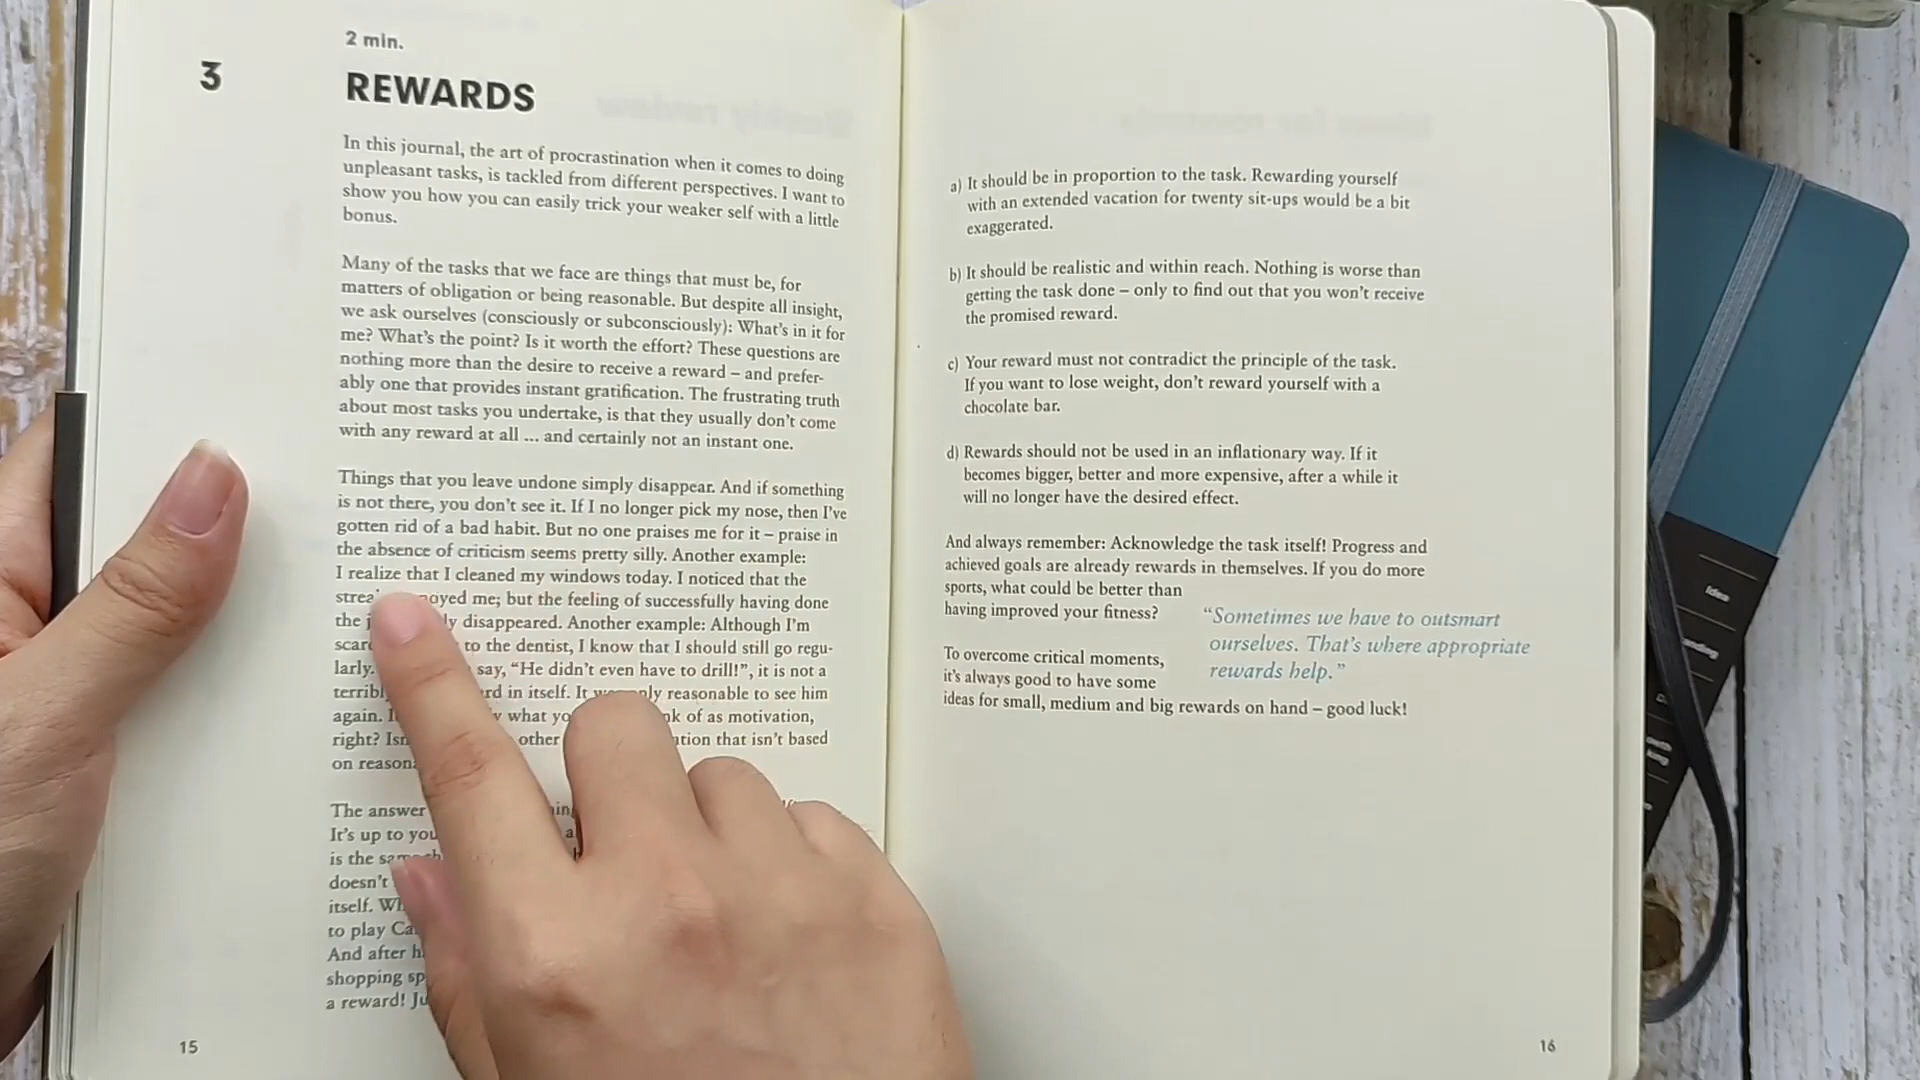 2 min.
3
REWARDS
In this journal, the art of procrastination when it comes to doing
unpleasant tasks, is tackled from different perspectives. I want to
show you how you can easily trick your weaker self with a little
bonus.
Many of the tasks that we face are things that must be, for
matters of obligation or being reasonable. But despite all insight,
we ask ourselves (consciously or subconsciously): What's in it for
me? What's the point? Is it worth the effort? These questions are
nothing more than the desire to receive a reward – and prefer-
ably one that provides instant gratification. The frustrating truth
about most tasks you undertake, is that they usually don't come
with any reward at all ... and certainly not an instant one.
Things that you leave undone simply disappear. And if something
is not there, you don't see it. If I no longer pick my nose, then I've
gotten rid of a bad habit. But no one praises me for it – praise in
the absence of criticism seems pretty silly. Another example:
I realize that I cleaned my windows today. I noticed that the
me; but the feeling of successfully having done
the disappeared. Another example: Although I'm
to the dentist, I know that I should still go regu-
larly. say, “He didn't even have to drill!”, it is not a
in itself. It reasonable to see him
again. what of as motivation,
right? other that isn't based
on
The answer
It's up to you
is the
doesn't
itself.
to play
And after
shopping
a reward!
15
a) It should be in proportion to the task. Rewarding yourself
with an extended vacation for twenty sit-ups would be a bit
exaggerated.
b) It should be realistic and within reach. Nothing is worse than
getting the task done – only to find out that you won't receive
the promised reward.
c) Your reward must not contradict the principle of the task.
If you want to lose weight, don't reward yourself with a
chocolate bar.
d) Rewards should not be used in an inflationary way. If it
becomes bigger, better and more expensive, after a while it
will no longer have the desired effect.
And always remember: Acknowledge the task itself! Progress and
achieved goals are already rewards in themselves. If you do more
sports, what could be better than
having improved your fitness?
“Sometimes we have to outsmart
ourselves. That's where appropriate
rewards help.”
To overcome critical moments,
it's always good to have some
ideas for small, medium and big rewards on hand – good luck!
16
Idea